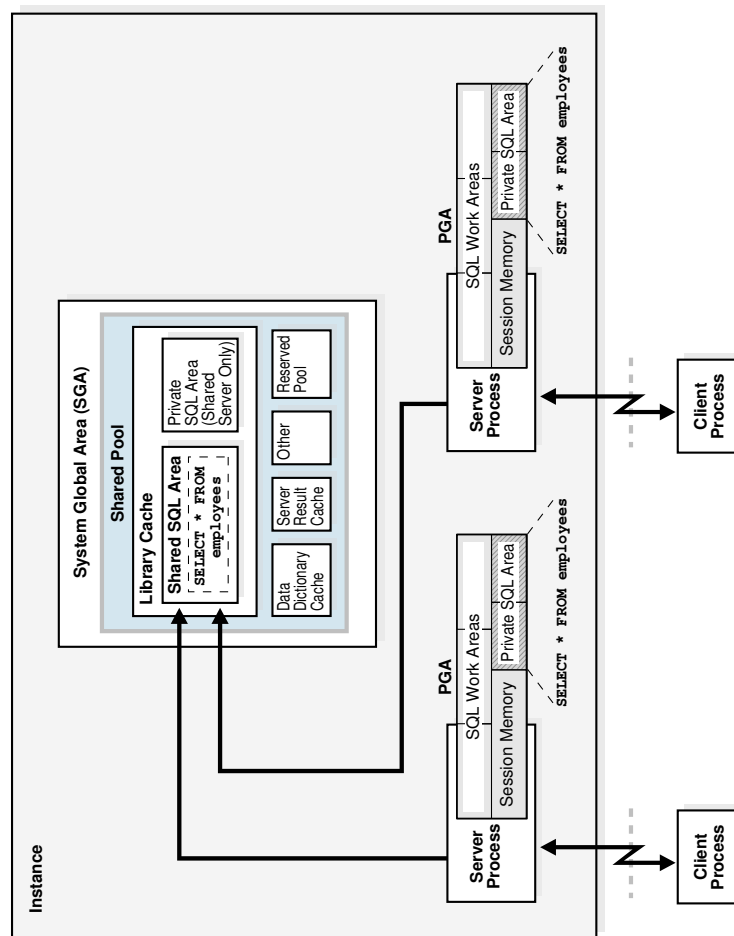 Instance
System Global Area (SGA)
Shared Pool
Library Cache
Shared SQL Area
SELECT * FROM
employees
Private
SQL Area
(Shared
Server Only)
Data
Dictionary
Cache
Server
Result
Cache
Other
Reserved
Pool
PGA
SQL Work Areas
Session Memory
Private SQL Area
Server
Process
SELECT * FROM employees
PGA
SQL Work Areas
Session Memory
Private SQL Area
Server
Process
SELECT * FROM employees
Client
Process
Client
Process